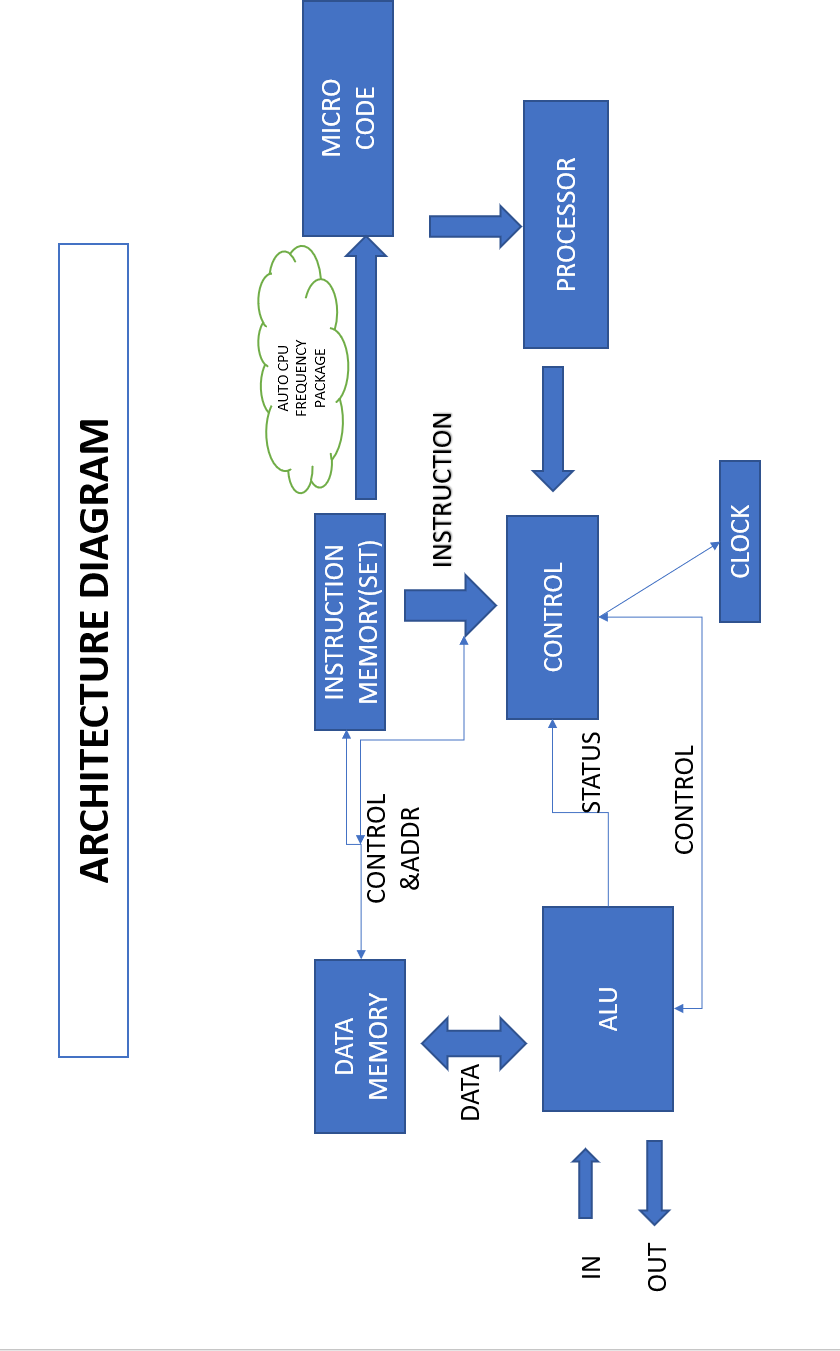 ARCHITECTURE DIAGRAM
DATA
MEMORY
CONTROL
&ADDR
INSTRUCTION
MEMORY(SET)
AUTO CPU
FREQUENCY
PACKAGE
MICRO
CODE
DATA
INSTRUCTION
IN
OUT
ALU
STATUS
CONTROL
CONTROL
PROCESSOR
CLOCK